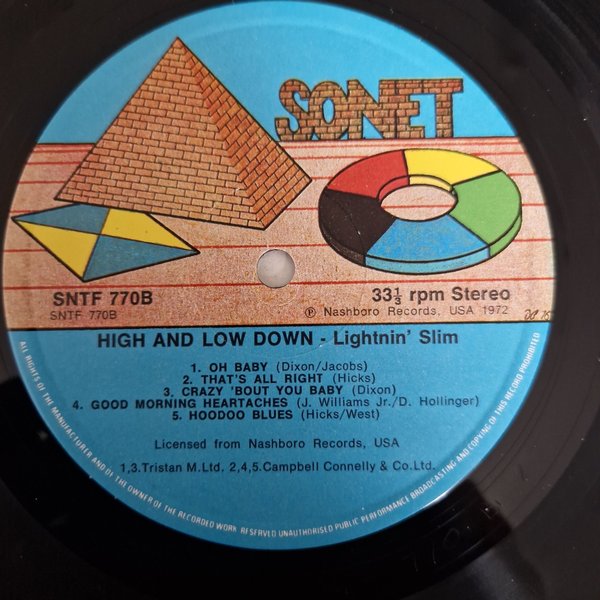 SONET
SNTF 770B
SNTF 770B
33⅓ rpm Stereo
℗ Nashboro Records, USA 1972
HIGH AND LOW DOWN - Lightnin' Slim
1. OH BABY (Dixon/Jacobs)
2. THAT'S ALL RIGHT (Hicks)
3. CRAZY 'BOUT YOU BABY (Dixon)
4. GOOD MORNING HEARTACHES (J. Williams Jr./D. Hollinger)
5. HOODOO BLUES (Hicks/West)
Licensed from Nashboro Records, USA
1,3.Tristan M.Ltd. 2,4,5.Campbell Connelly & Co.Ltd.
ALL RIGHTS OF THE MANUFACTURER AND OF THE OWNER OF THE RECORDED WORK RESERVED UNAUTHORISED PUBLIC PERFORMANCE BROADCASTING AND COPYING OF THIS RECORD PROHIBITED